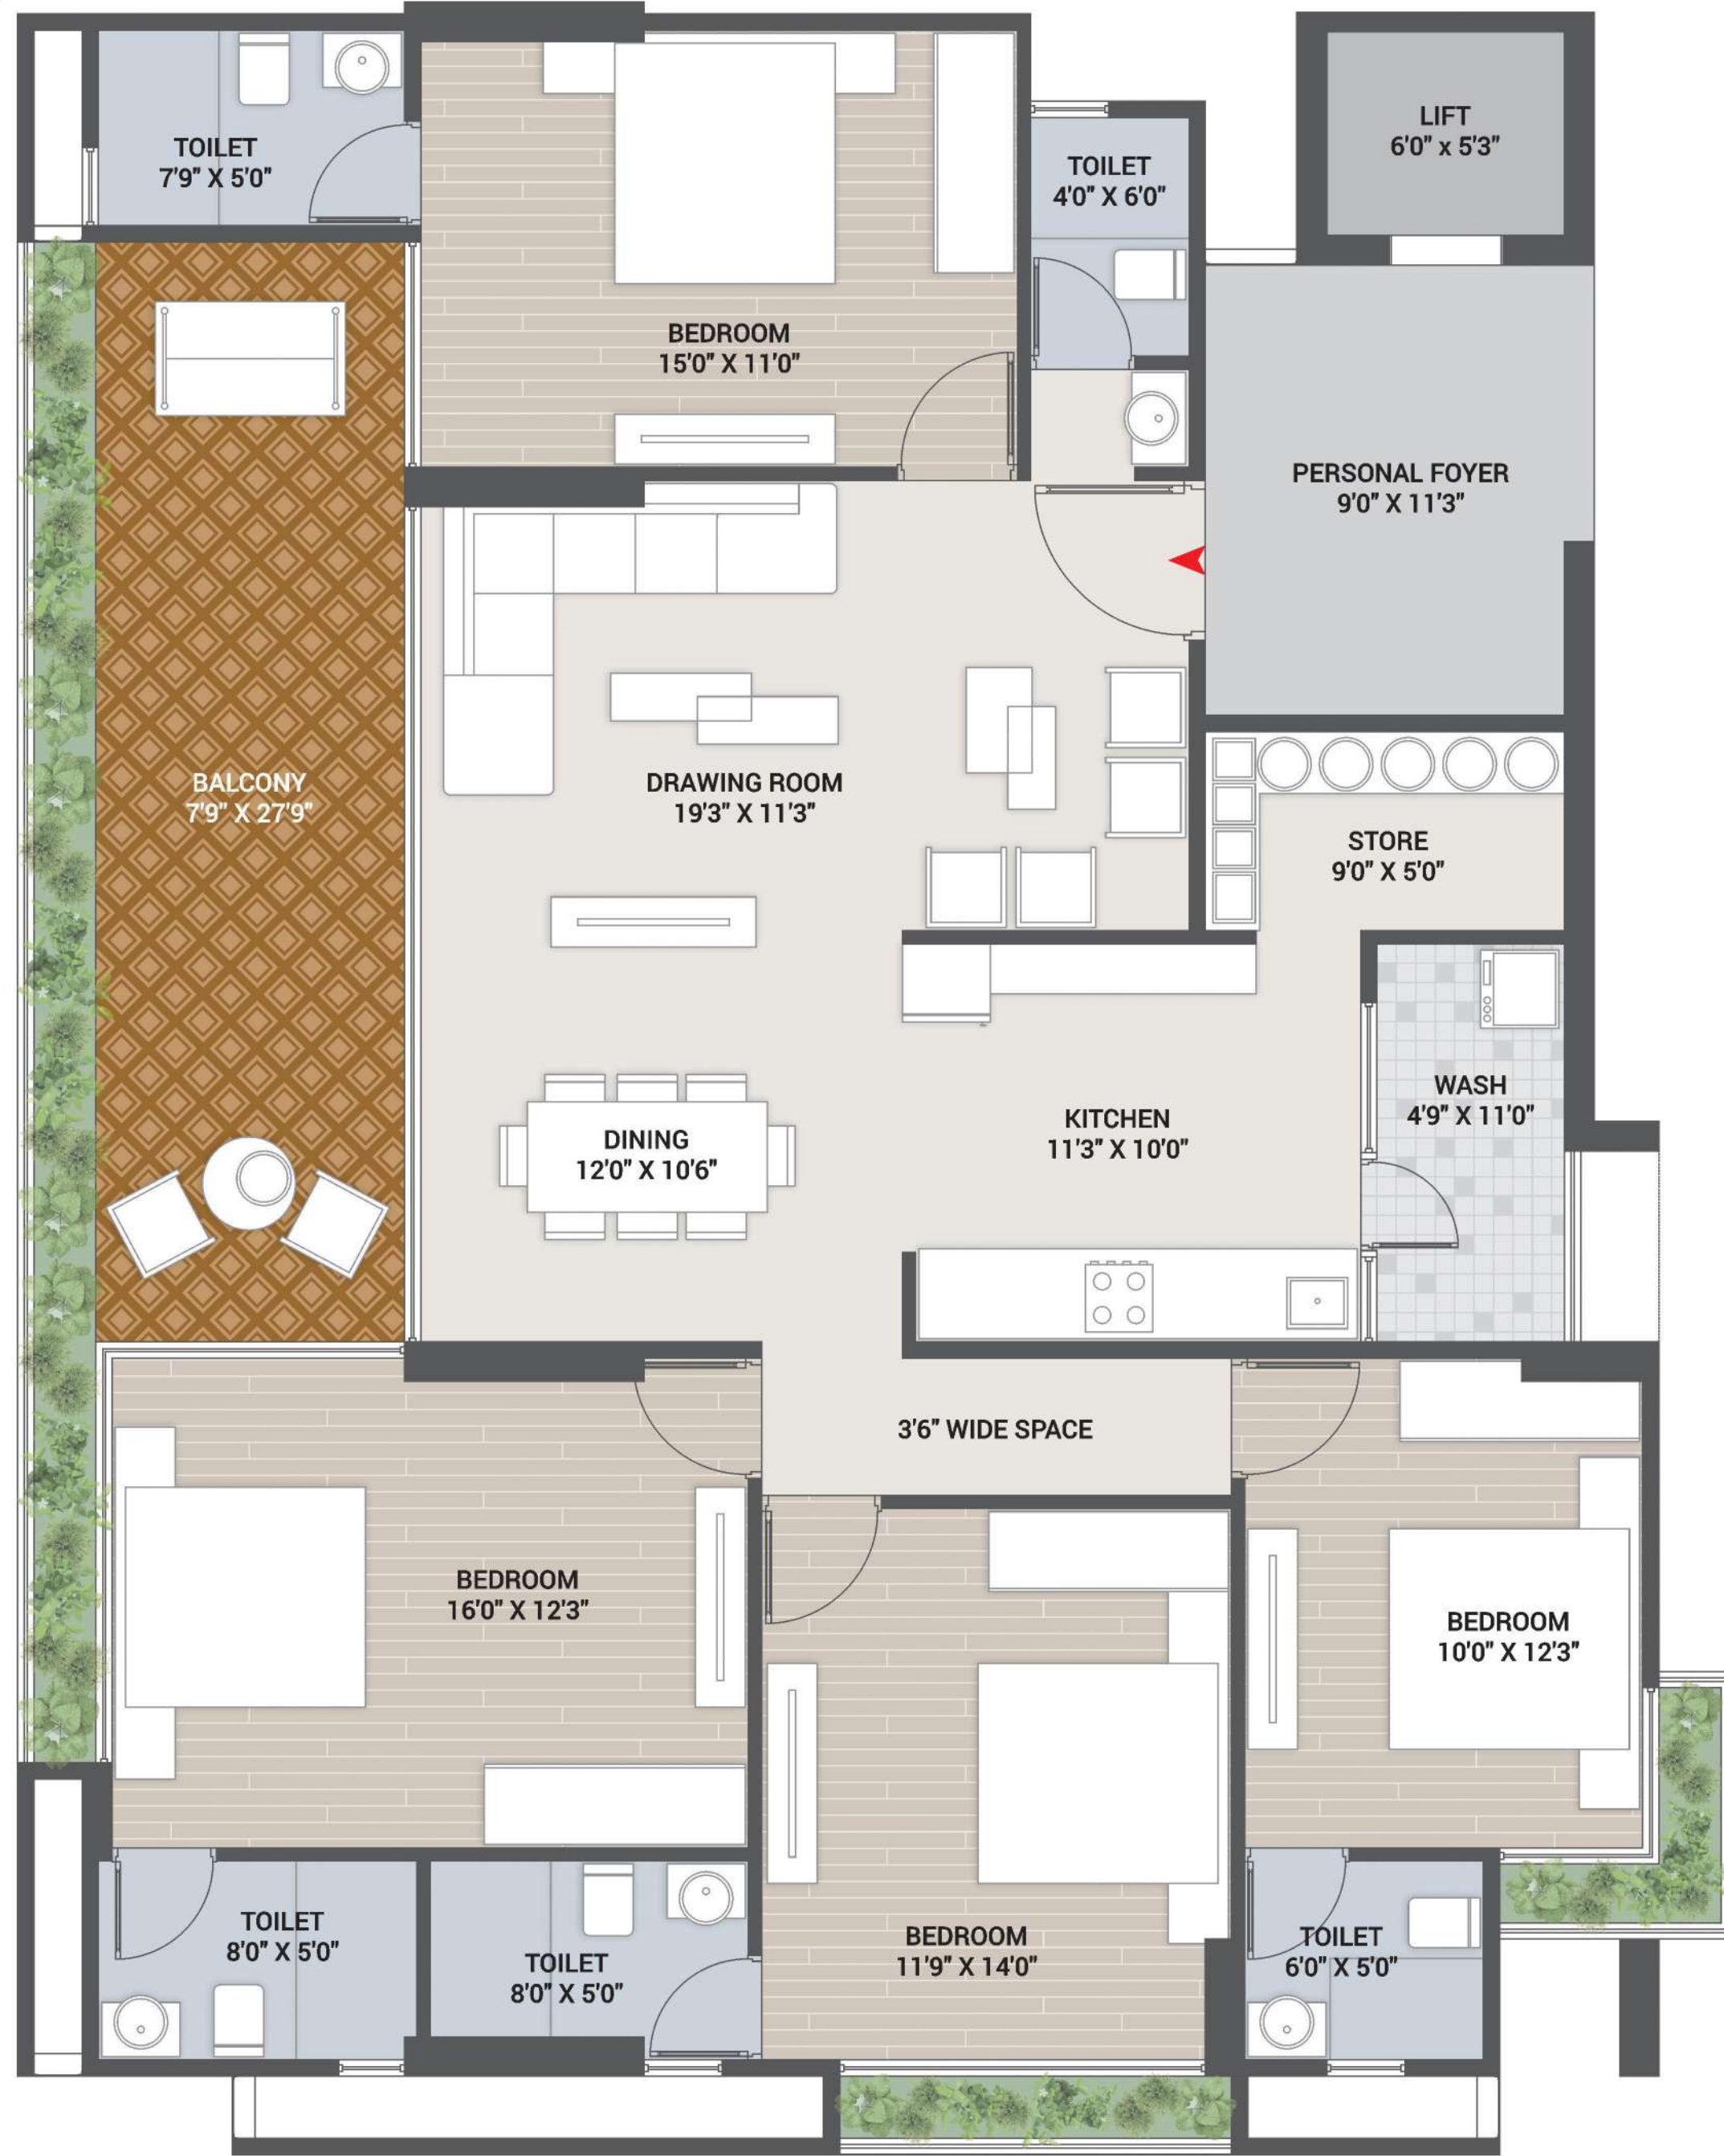 LIFT
6'0" x 5'3"
TOILET
7'9" X 5'0"
TOILET
4'0" X 6'0"
BEDROOM
15'0" X 11'0"
PERSONAL FOYER
9'0" X 11'3"
BALCONY
7'9" X 27'9"
DRAWING ROOM
19'3" X 11'3"
STORE
9'0" X 5'0"
WASH
4'9" X 11'0"
KITCHEN
11'3" X 10'0"
DINING
12'0" X 10'6"
3'6" WIDE SPACE
BEDROOM
16'0" X 12'3"
BEDROOM
10'0" X 12'3"
TOILET
8'0" X 5'0"
TOILET
8'0" X 5'0"
BEDROOM
11'9" X 14'0"
TOILET
6'0" X 5'0"